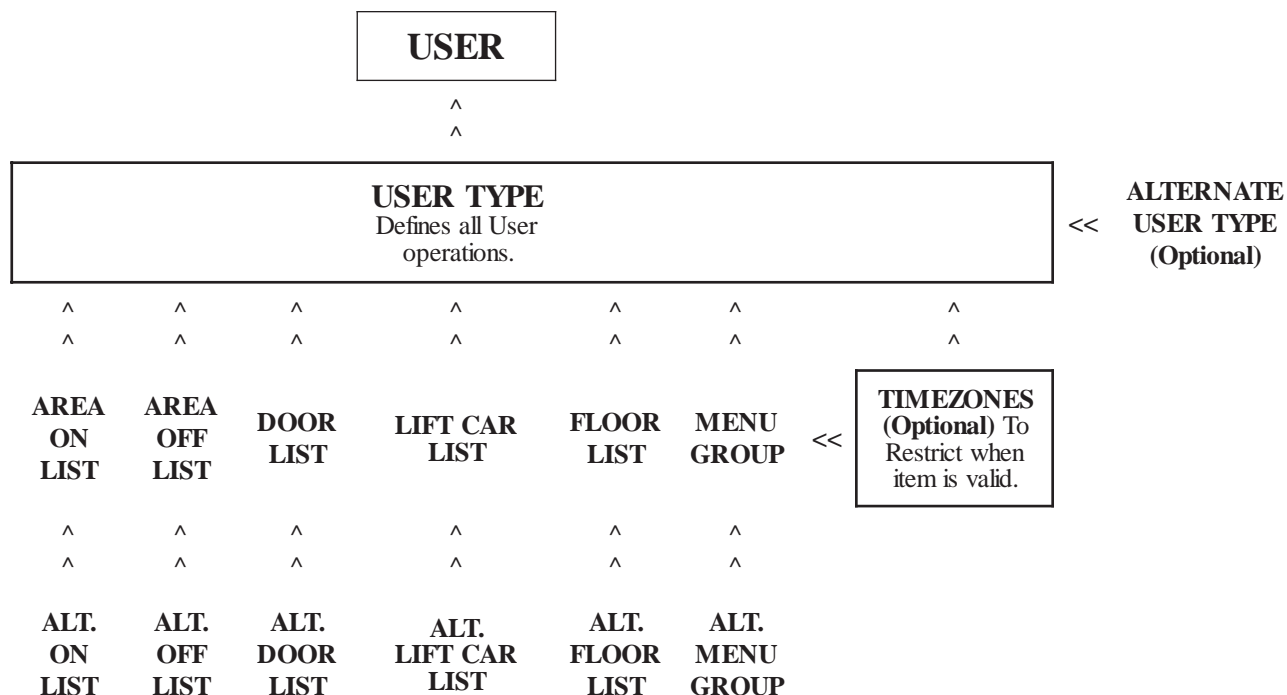 USER
^
^
USER TYPE
Defines all User
operations.
<<
ALTERNATE
USER TYPE
(Optional)
^ ^ ^ ^ ^ ^ ^
^ ^ ^ ^ ^ ^ ^
AREA
ON
LIST
AREA
OFF
LIST
DOOR
LIST
LIFT CAR
LIST
FLOOR
LIST
MENU
GROUP
<<
TIMEZONES
(Optional) To
Restrict when
item is valid.
^ ^ ^ ^ ^ ^
^ ^ ^ ^ ^ ^
ALT.
ON
LIST
ALT.
OFF
LIST
ALT.
DOOR
LIST
ALT.
LIFT CAR
LIST
ALT.
FLOOR
LIST
ALT.
MENU
GROUP